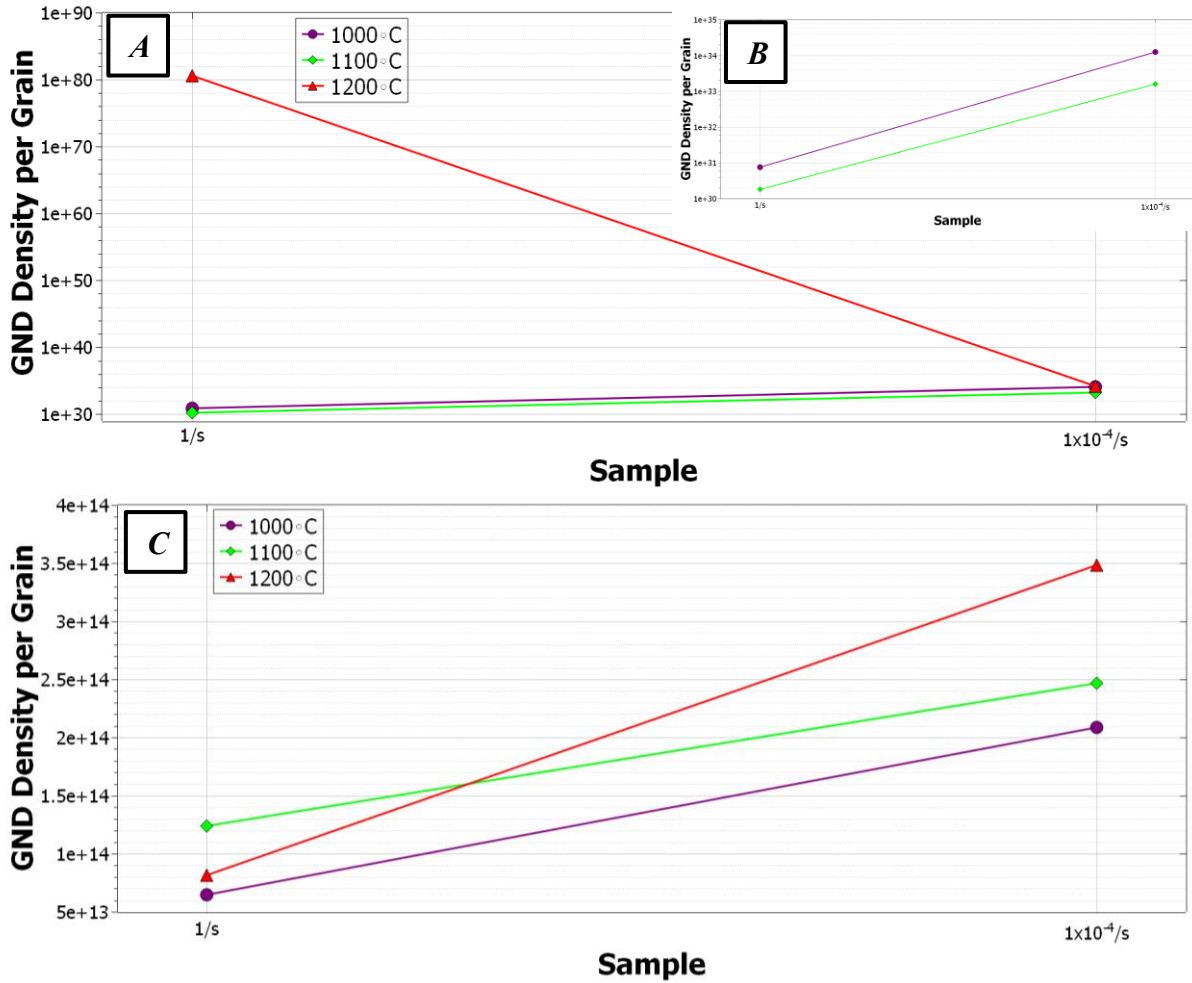 A
1000◦C
1100◦C
1200◦C
GND Density per Grain
1e+90
1e+80
1e+70
1e+60
1e+50
1e+40
1e+30
1/s
1x10⁻⁴/s
Sample
B
GND Density per Grain
1e+35
1e+34
1e+33
1e+32
1e+31
1e+30
1/s
1x10⁻⁴/s
Sample
C
1000◦C
1100◦C
1200◦C
GND Density per Grain
4e+14
3.5e+14
3e+14
2.5e+14
2e+14
1.5e+14
1e+14
5e+13
1/s
1x10⁻⁴/s
Sample